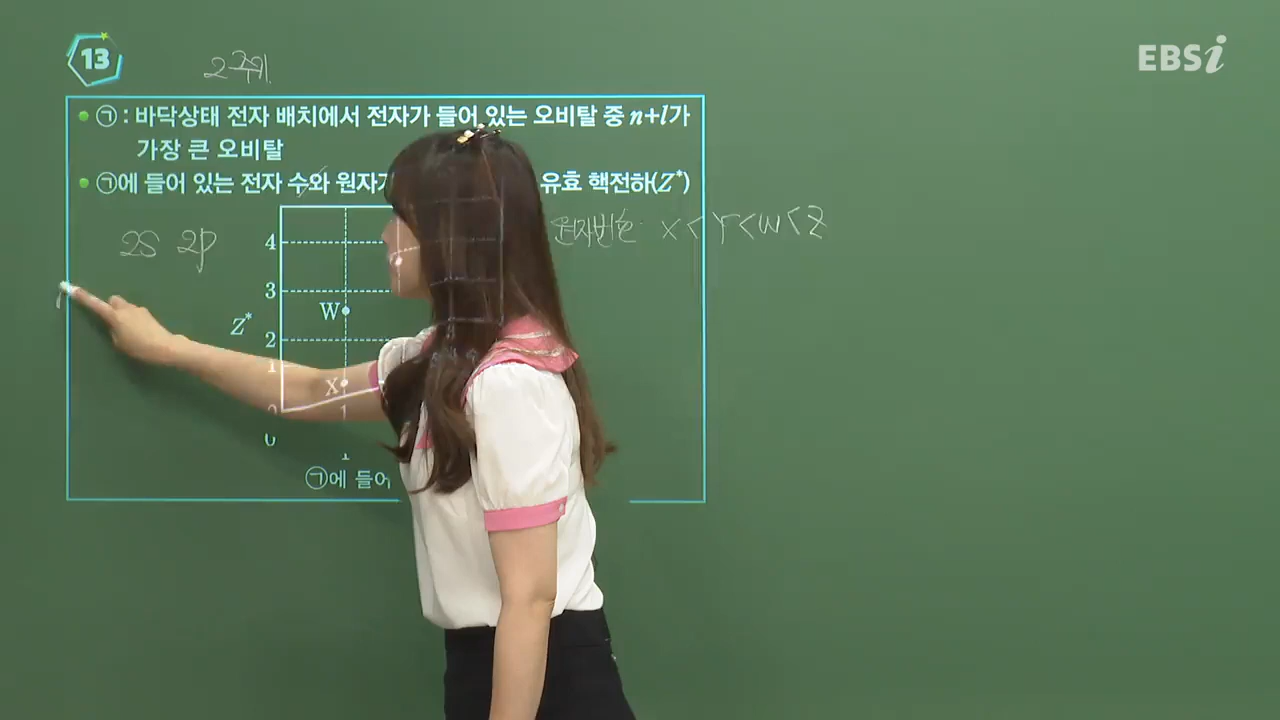 13
2주기
EBSi
• ㉠ : 바닥상태 전자 배치에서 전자가 들어 있는 오비탈 중 n+l가
가장 큰 오비탈
• ㉠에 들어 있는 전자 수와 원자가 유효 핵전하(Z*)
원자번호 X < Y < W < Z
2s 2p
4
3
W
Z*
2
1
X
0
1
㉠에 들어